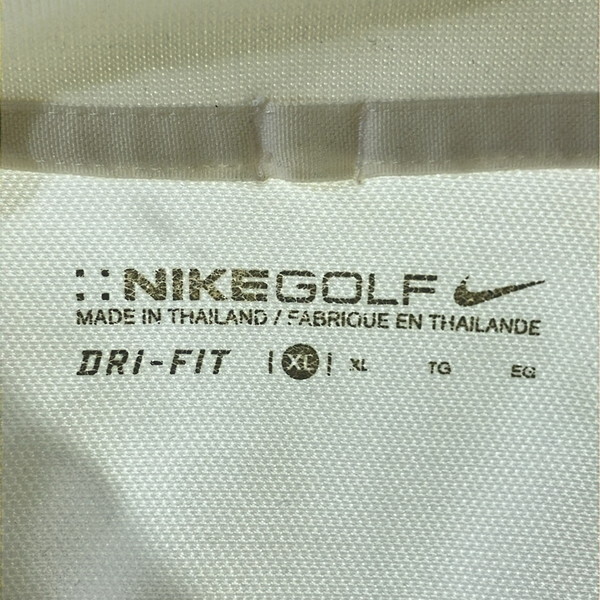 NIKEGOLF
MADE IN THAILAND / FABRIQUE EN THAILANDE
DRI-FIT | XL | XL TG EG